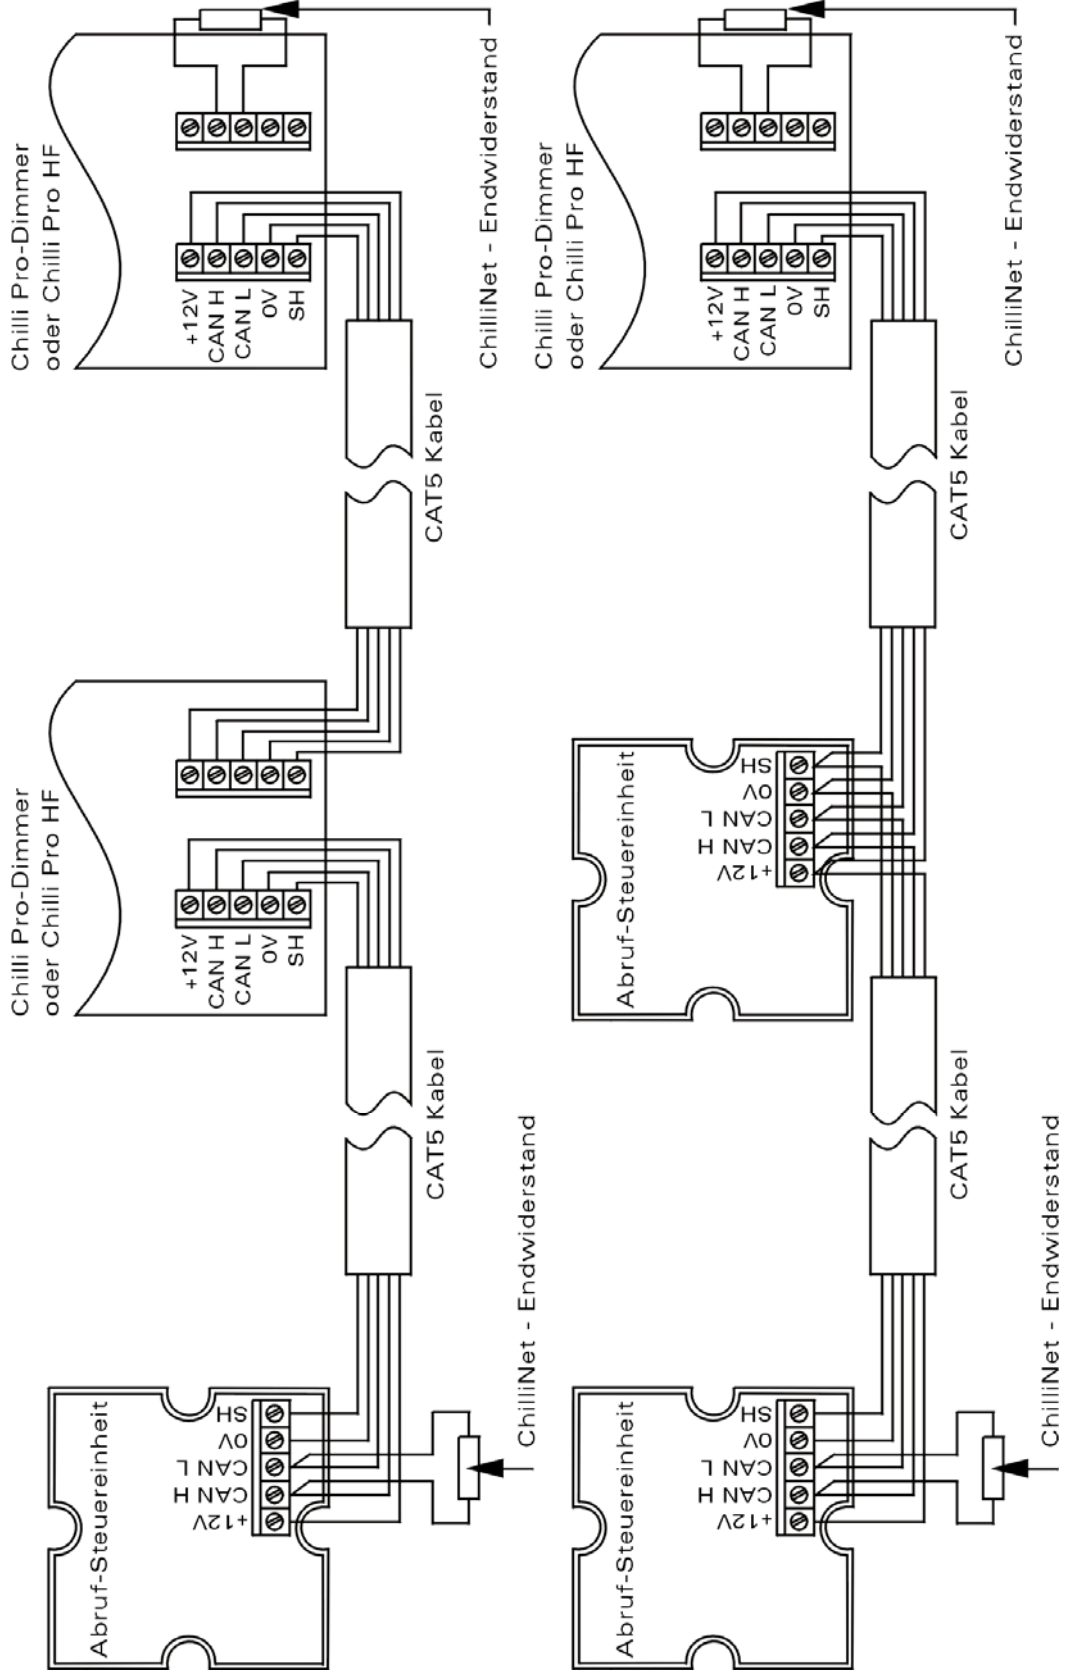 Abruf-Steuereinheit
+12V
CAN H
CAN L
0V
SH
ChilliNet - Endwiderstand
CAT5 Kabel
Chilli Pro-Dimmer
oder Chilli Pro HF
+12V
CAN H
CAN L
0V
SH
CAT5 Kabel
Chilli Pro-Dimmer
oder Chilli Pro HF
+12V
CAN H
CAN L
0V
SH
ChilliNet - Endwiderstand
Abruf-Steuereinheit
+12V
CAN H
CAN L
0V
SH
ChilliNet - Endwiderstand
CAT5 Kabel
Abruf-Steuereinheit
+12V
CAN H
CAN L
0V
SH
CAT5 Kabel
Chilli Pro-Dimmer
oder Chilli Pro HF
+12V
CAN H
CAN L
0V
SH
ChilliNet - Endwiderstand